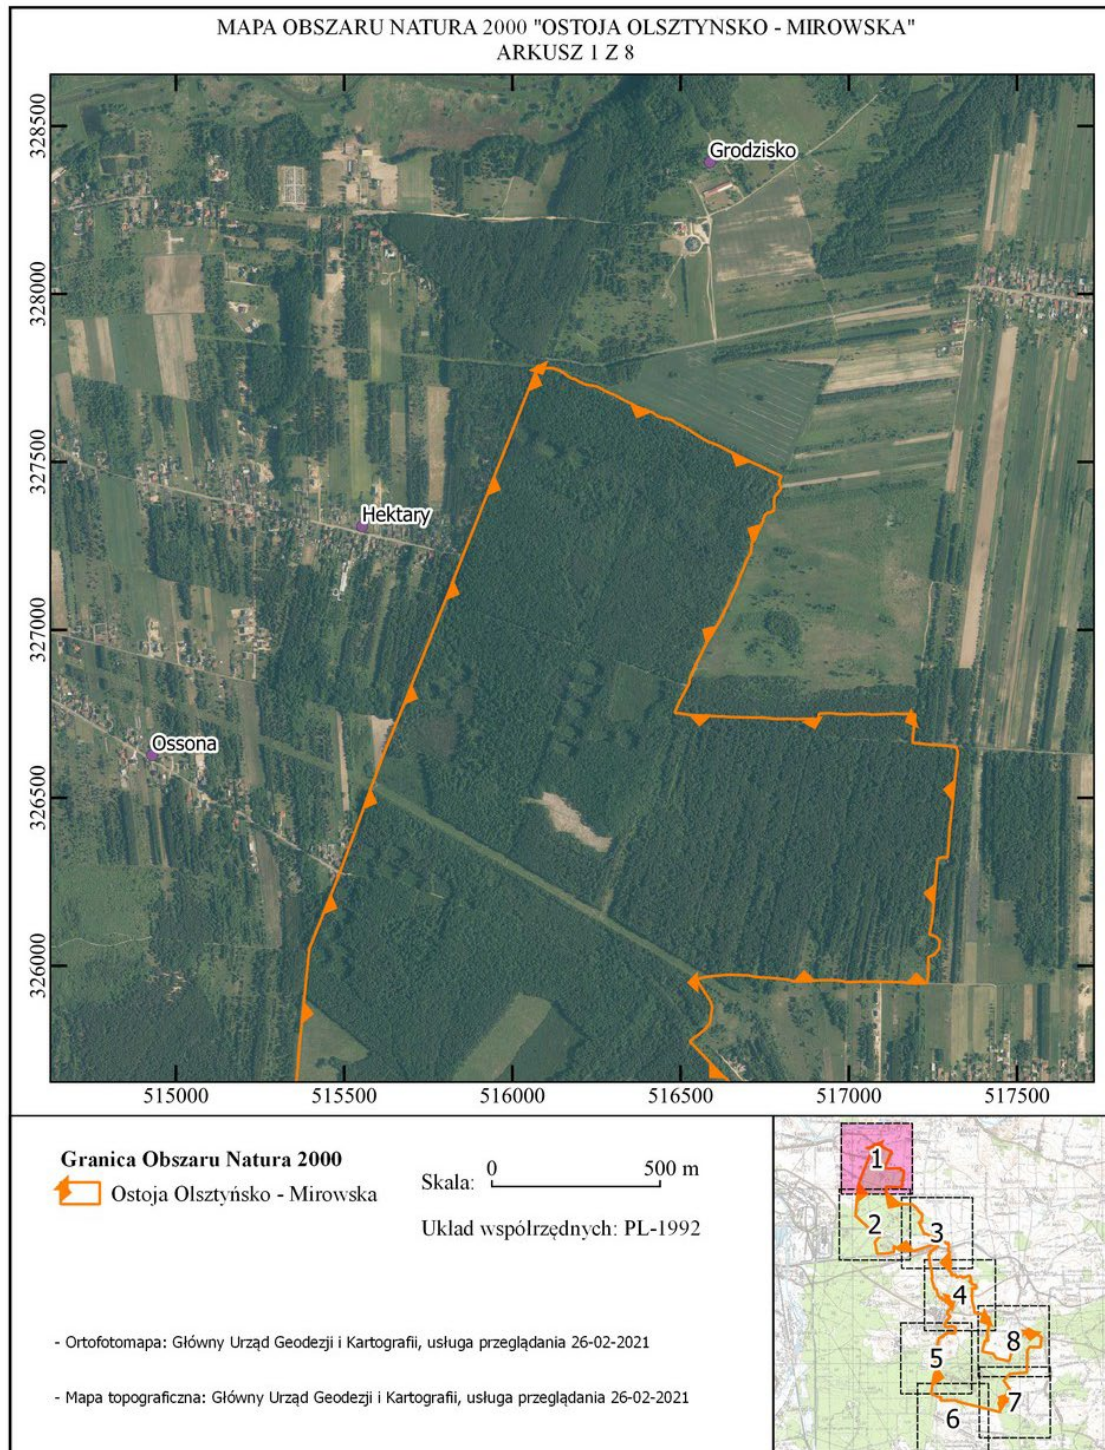 MAPA OBSZARU NATURA 2000 "OSTOJA OLSZTYNSKO - MIROWSKA"
ARKUSZ 1 Z 8
328500
328000
327500
327000
326500
326000
Grodzisko
Hektary
Ossona
515000 515500 516000 516500 517000 517500
Granica Obszaru Natura 2000
Ostoja Olsztyńsko - Mirowska
Skala: 0 500 m
Układ współrzędnych: PL-1992
- Ortofotomapa: Główny Urząd Geodezji i Kartografii, usługa przeglądania 26-02-2021
- Mapa topograficzna: Główny Urząd Geodezji i Kartografii, usługa przeglądania 26-02-2021
1
2
3
4
5
8
7
6